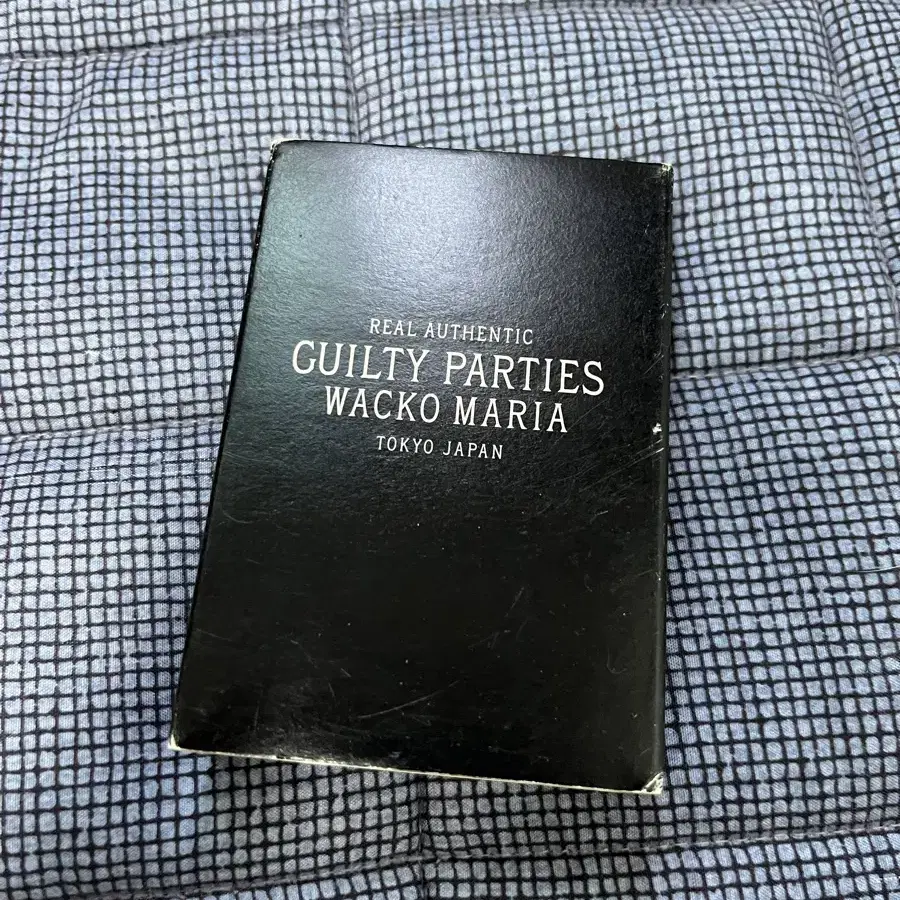 REAL AUTHENTIC
GUILTY PARTIES
WACKO MARIA
TOKYO JAPAN